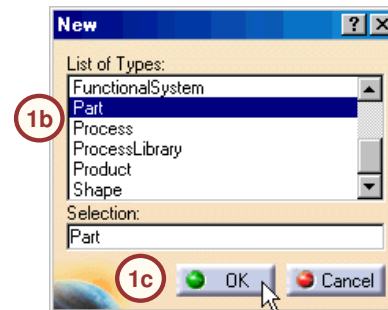 New
List of Types:
FunctionalSystem
1b
Part
Process
ProcessLibrary
Product
Shape
Selection:
Part
1c
OK
Cancel